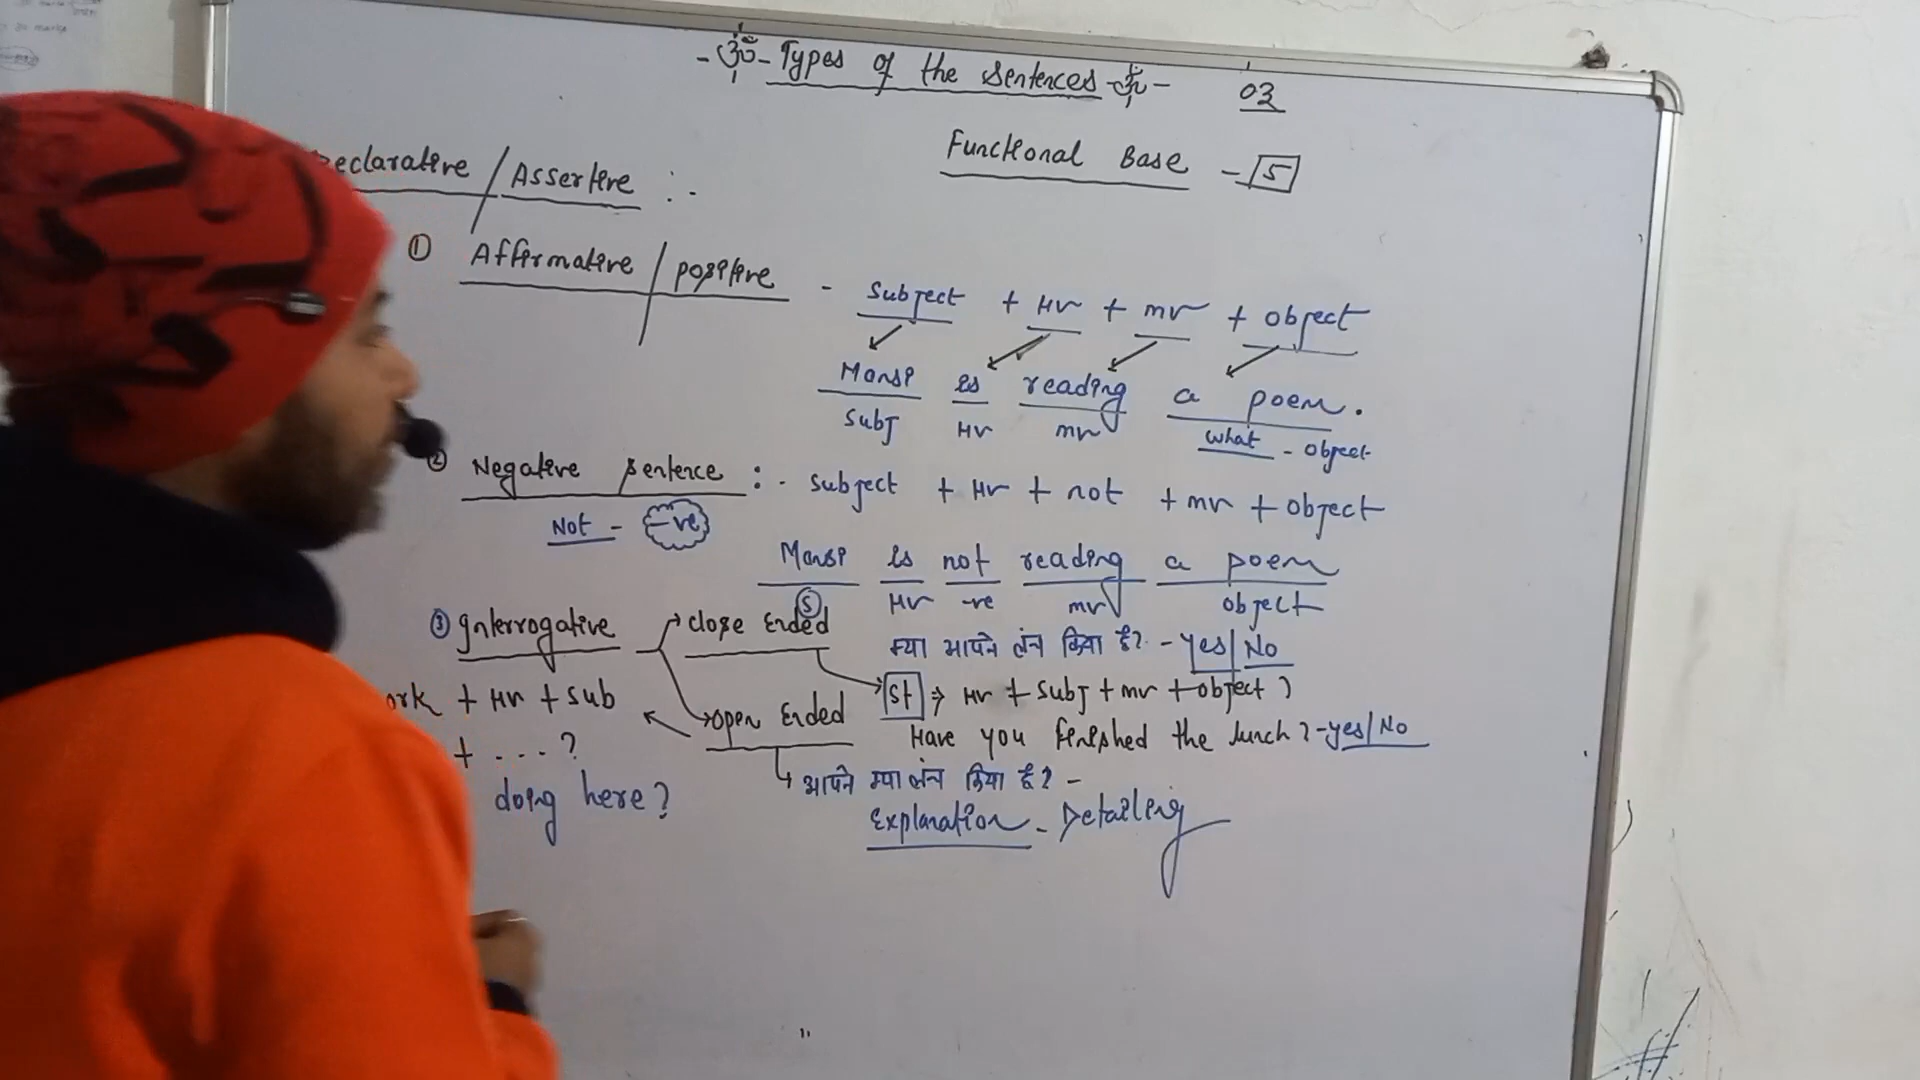 -ॐ- Types of the sentences -ॐ- 03
Functional Base - 5
eclarative / Assertive :-
① Affirmative / positive - Subject + Hv + mv + object
Mansi is reading a poem.
Subj Hv mv what - object
② Negative sentence :- subject + Hv + not + mv + object
Not - -ve
Mansi is not reading a poem
S Hv -ve mv object
③ Interrogative close Ended
क्या आपने लंच किया है? - yes/No
St ⇒ Hv + subj + mv + object ?
ork + Hv + sub open Ended
Have you finished the lunch ? - yes/No
+ ...?
आपने क्या लंच किया है? -
doing here?
Explanation - Detailing